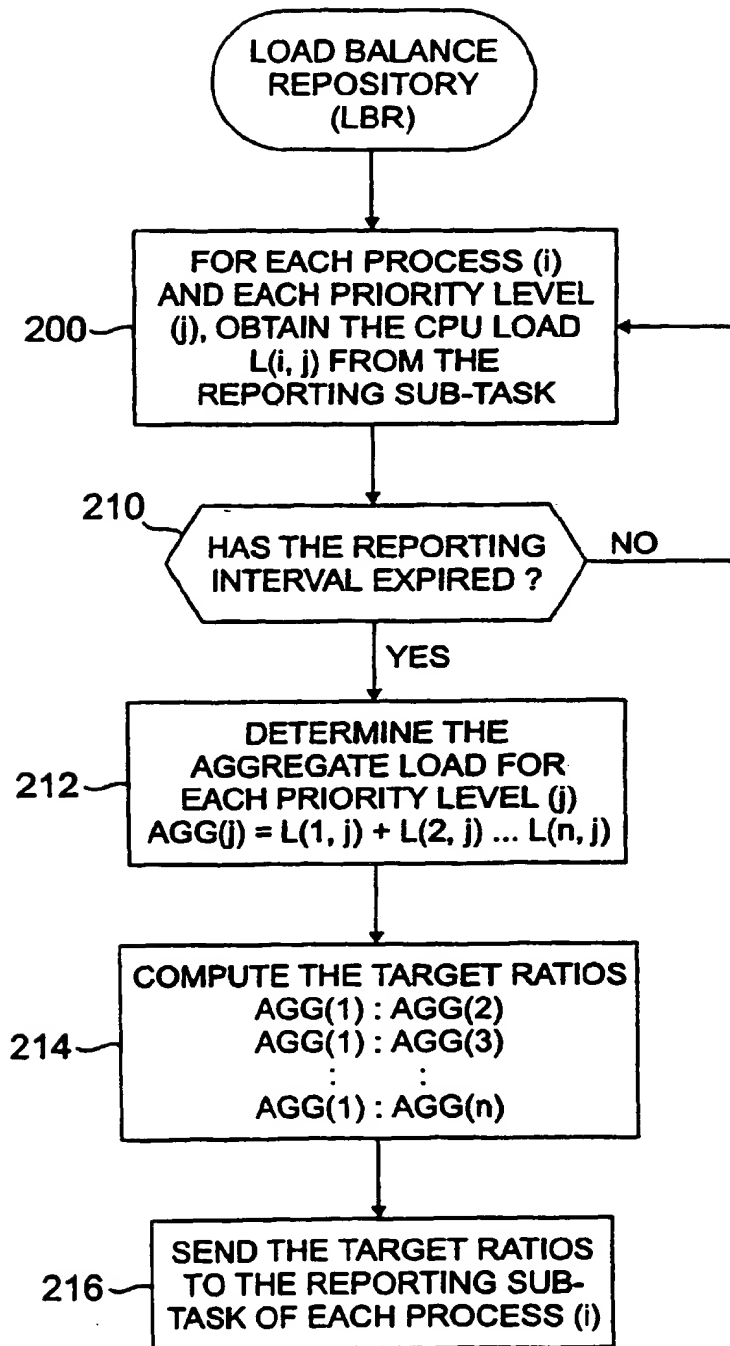 LOAD BALANCE
REPOSITORY
(LBR)
200
FOR EACH PROCESS (i)
AND EACH PRIORITY LEVEL
(j), OBTAIN THE CPU LOAD
L(i, j) FROM THE
REPORTING SUB-TASK
210
HAS THE REPORTING
INTERVAL EXPIRED ?
NO
YES
212
DETERMINE THE
AGGREGATE LOAD FOR
EACH PRIORITY LEVEL (j)
AGG(j) = L(1, j) + L(2, j) ... L(n, j)
214
COMPUTE THE TARGET RATIOS
AGG(1) : AGG(2)
AGG(1) : AGG(3)
: :
AGG(1) : AGG(n)
216
SEND THE TARGET RATIOS
TO THE REPORTING SUB-
TASK OF EACH PROCESS (i)